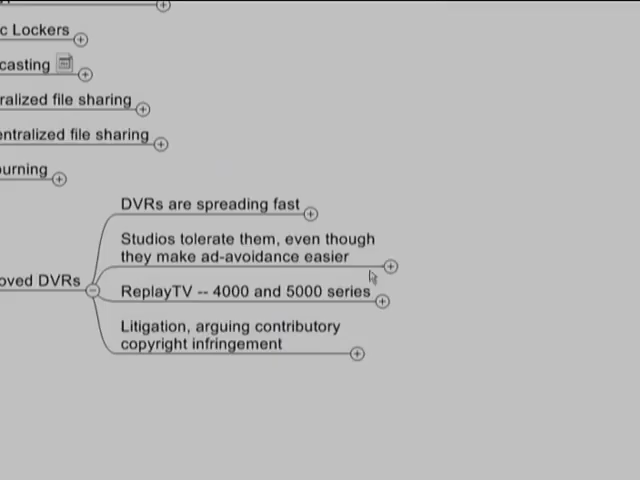 c Lockers
casting
ralized file sharing
entralized file sharing
urning
DVRs are spreading fast
Studios tolerate them, even though
they make ad-avoidance easier
oved DVRs
ReplayTV -- 4000 and 5000 series
Litigation, arguing contributory
copyright infringement